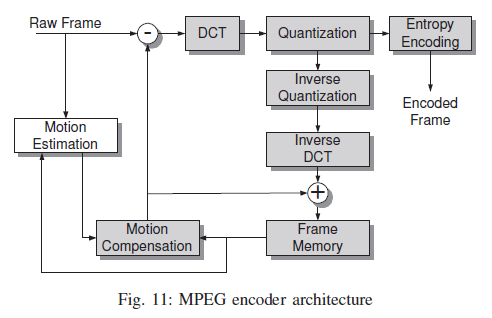 Raw Frame
-
DCT
Quantization
Entropy
Encoding
Inverse
Quantization
Encoded
Frame
Motion
Estimation
Inverse
DCT
+
Motion
Compensation
Frame
Memory
Fig. 11: MPEG encoder architecture